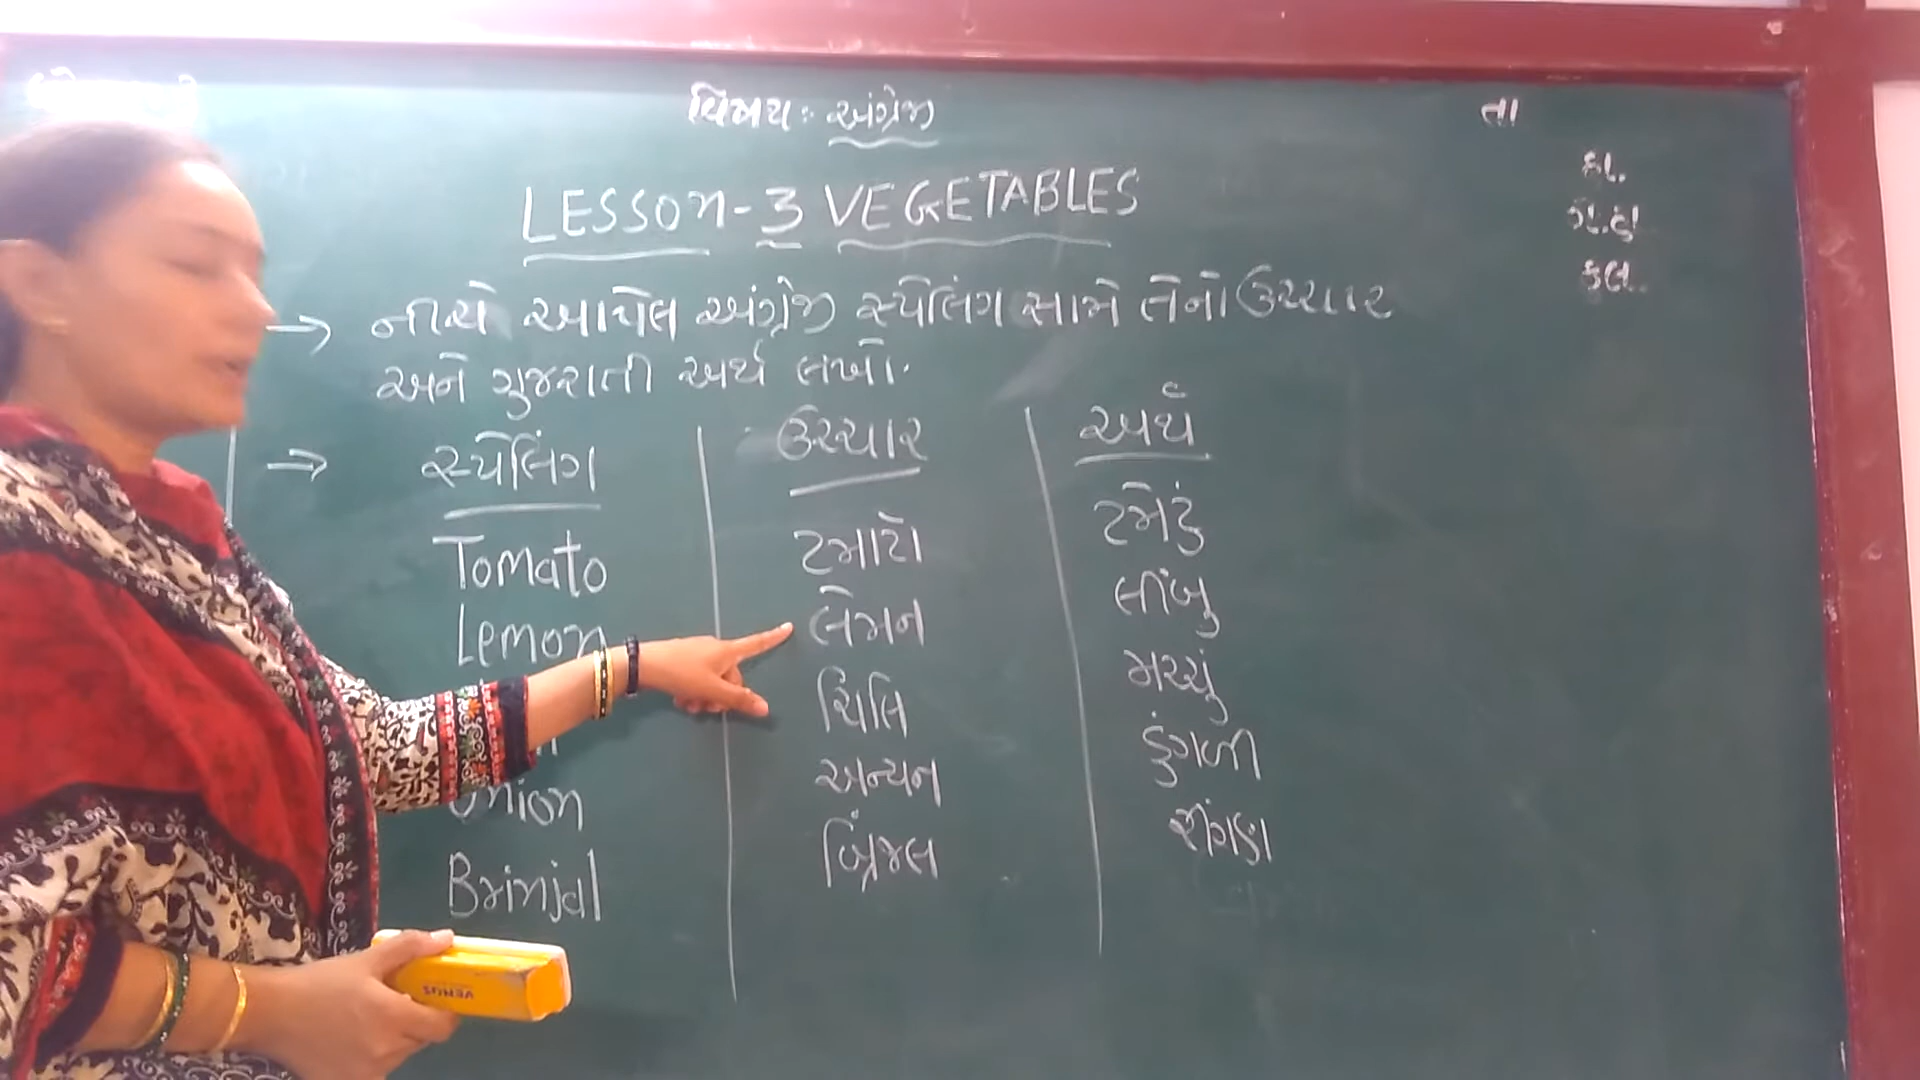 વિષય: અંગ્રેજી
તા
ક્રા.
ગે.હા
કુલ.
LESSON-3 VEGETABLES
→ નીચે આપેલ અંગ્રેજી સ્પેલિંગ સામે તેનો ઉચ્ચાર
અને ગુજરાતી અર્થ લખો.
→ સ્પેલિંગ ઉચ્ચાર અર્થ
Tomato ટમાટો ટમેટું
Lemon લેમન લીંબુ
ચિલિ મરચ્યું
Onion અન્યન ડુંગળી
Brinjal બ્રિંજલ રીંગણા
VENUS